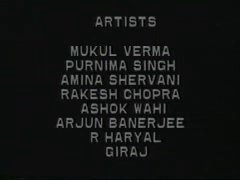 ARTISTS
MUKUL VERMA
PURNIMA SINGH
AMINA SHERVANI
RAKESH CHOPRA
ASHOK WAHI
ARJUN BANERJEE
R HARYAL
GIRAJ